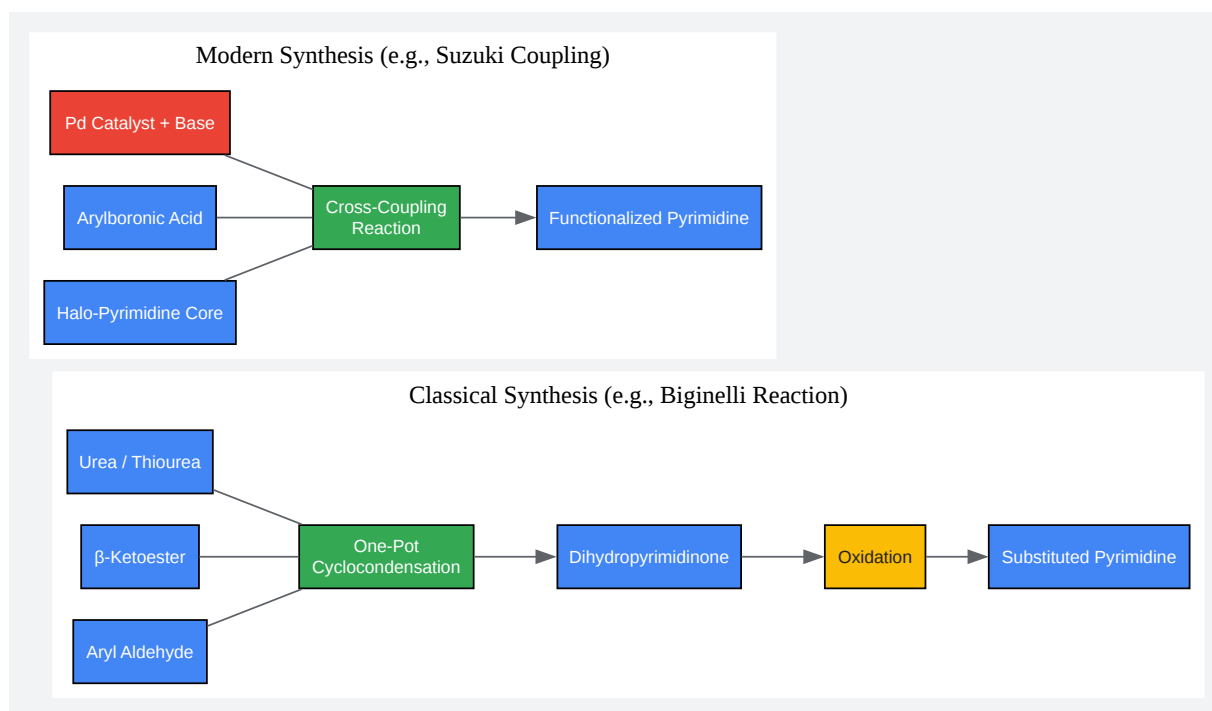 Modern Synthesis (e.g., Suzuki Coupling)
Pd Catalyst + Base
Arylboronic Acid
Halo-Pyrimidine Core
Cross-Coupling
Reaction
Functionalized Pyrimidine
Classical Synthesis (e.g., Biginelli Reaction)
Urea / Thiourea
β-Ketoester
Aryl Aldehyde
One-Pot
Cyclocondensation
Dihydropyrimidinone
Oxidation
Substituted Pyrimidine